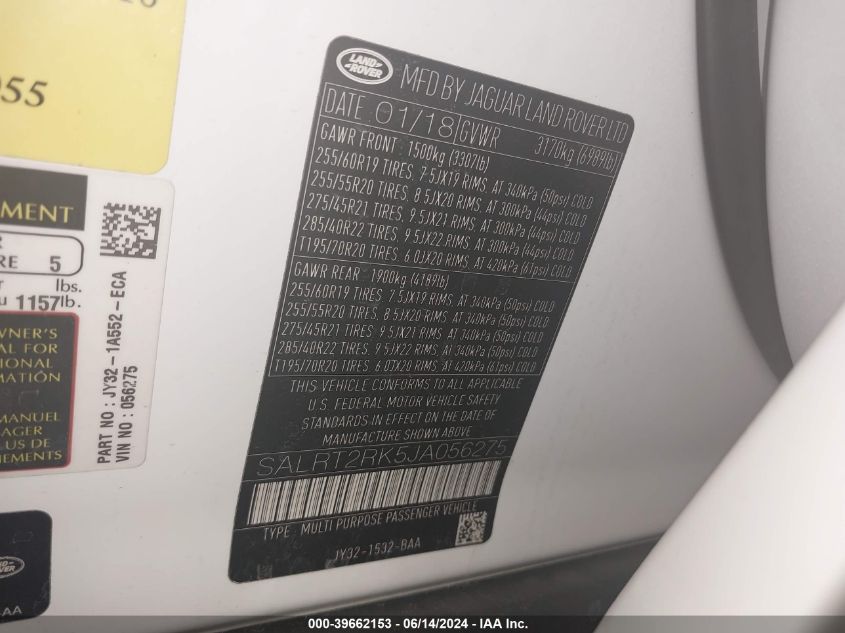 055
MENT
RE 5
lbs.
u 1157lb.
WNER'S
AL FOR
TIONAL
MATIÓN
MANUEL
AGER
US DE
NEMENTS
PART NO : JY32-1A552-ECA
VIN NO : 056275
LAND ROVER
AA
LAND ROVER
MFD BY JAGUAR LAND ROVER LTD
DATE 01/18 GVWR 3170kg (6989lb)
GAWR FRONT : 1500kg (3307lb)
255/60R19 TIRES, 7.5JX19 RIMS, AT 340kPa (50psi) COLD
255/55R20 TIRES, 8.5JX20 RIMS, AT 300kPa (44psi) COLD
275/45R21 TIRES, 9.5JX21 RIMS, AT 300kPa (44psi) COLD
285/40R22 TIRES, 9.5JX22 RIMS, AT 300kPa (44psi) COLD
T195/70R20 TIRES, 6.0JX20 RIMS, AT 420kPa (61psi) COLD
GAWR REAR : 1900kg (4189lb)
255/60R19 TIRES, 7.5JX19 RIMS, AT 340kPa (50psi) COLD
255/55R20 TIRES, 8.5JX20 RIMS, AT 340kPa (50psi) COLD
275/45R21 TIRES, 9.5JX21 RIMS, AT 340kPa (50psi) COLD
285/40R22 TIRES, 9.5JX22 RIMS, AT 340kPa (50psi) COLD
T195/70R20 TIRES, 6.0JX20 RIMS, AT 420kPa (61psi) COLD
THIS VEHICLE CONFORMS TO ALL APPLICABLE
U.S. FEDERAL MOTOR VEHICLE SAFETY
STANDARDS IN EFFECT ON THE DATE OF
MANUFACTURE SHOWN ABOVE
SALRT2RK5JA056275
TYPE : MULTI PURPOSE PASSENGER VEHICLE
JY32-1532-BAA
000-39662153 - 06/14/2024 - IAA Inc.